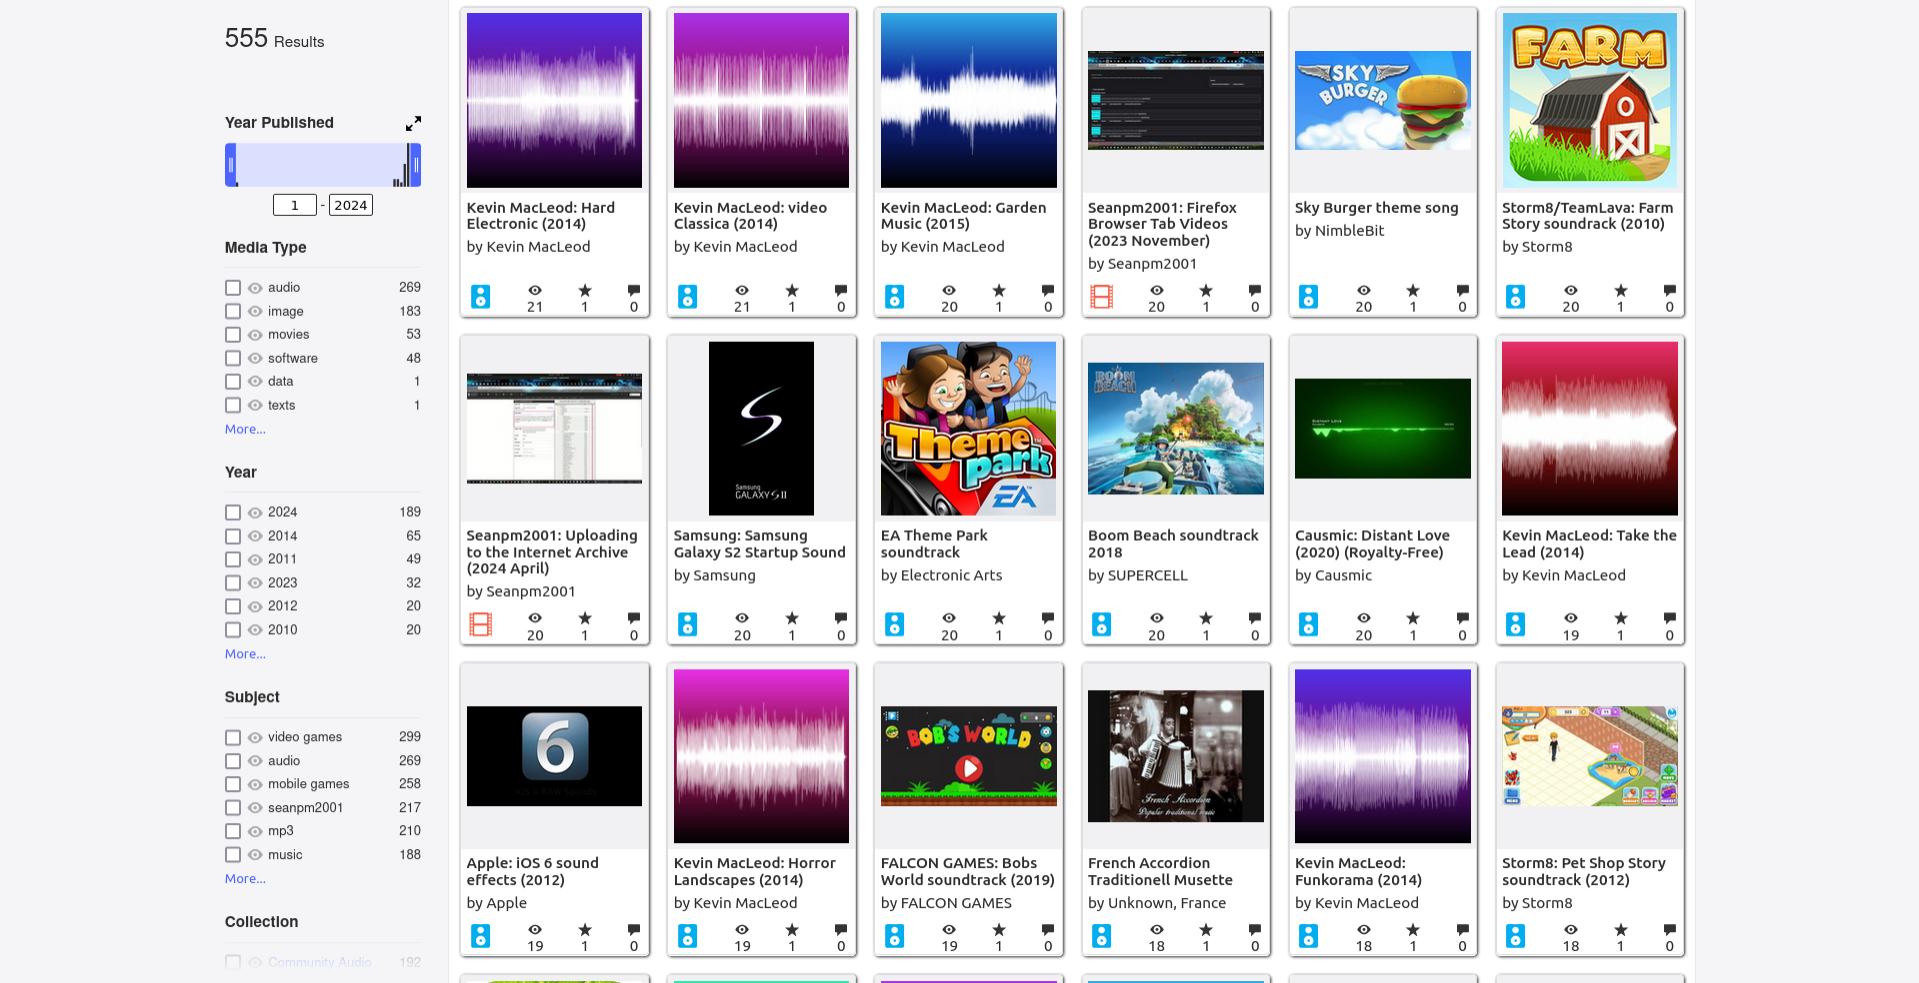 555 Results
Year Published
1 - 2024
Media Type
audio 269
image 183
movies 53
software 48
data 1
texts 1
More...
Year
2024 189
2014 65
2011 49
2023 32
2012 20
2010 20
More...
Subject
video games 299
audio 269
mobile games 258
seanpm2001 217
mp3 210
music 188
More...
Collection
Community Audio 192
Kevin MacLeod: Hard
Electronic (2014)
by Kevin MacLeod
21 1 0
Kevin MacLeod: video
Classica (2014)
by Kevin MacLeod
21 1 0
Kevin MacLeod: Garden
Music (2015)
by Kevin MacLeod
20 1 0
Seanpm2001: Firefox
Browser Tab Videos
(2023 November)
by Seanpm2001
20 1 0
SKY
BURGER
Sky Burger theme song
by NimbleBit
20 1 0
FARM
Storm8/TeamLava: Farm
Story soundtrack (2010)
by Storm8
20 1 0
Seanpm2001: Uploading
to the Internet Archive
(2024 April)
by Seanpm2001
20 1 0
Samsung
GALAXY S II
Samsung: Samsung
Galaxy S2 Startup Sound
by Samsung
20 1 0
Theme
park
EA
EA Theme Park
soundtrack
by Electronic Arts
20 1 0
BOOM
BEACH
Boom Beach soundtrack
2018
by SUPERCELL
20 1 0
Distant Love
Causmic: Distant Love
(2020) (Royalty-Free)
by Causmic
20 1 0
Kevin MacLeod: Take the
Lead (2014)
by Kevin MacLeod
19 1 0
6
iOS 6 RAW Sounds
Apple: iOS 6 sound
effects (2012)
by Apple
19 1 0
Kevin MacLeod: Horror
Landscapes (2014)
by Kevin MacLeod
19 1 0
BOB'S WORLD
FALCON GAMES: Bobs
World soundtrack (2019)
by FALCON GAMES
19 1 0
French Accordion
Popular traditional music
French Accordion
Traditionell Musette
by Unknown, France
18 1 0
Kevin MacLeod:
Funkorama (2014)
by Kevin MacLeod
18 1 0
Storm8: Pet Shop Story
soundtrack (2012)
by Storm8
18 1 0